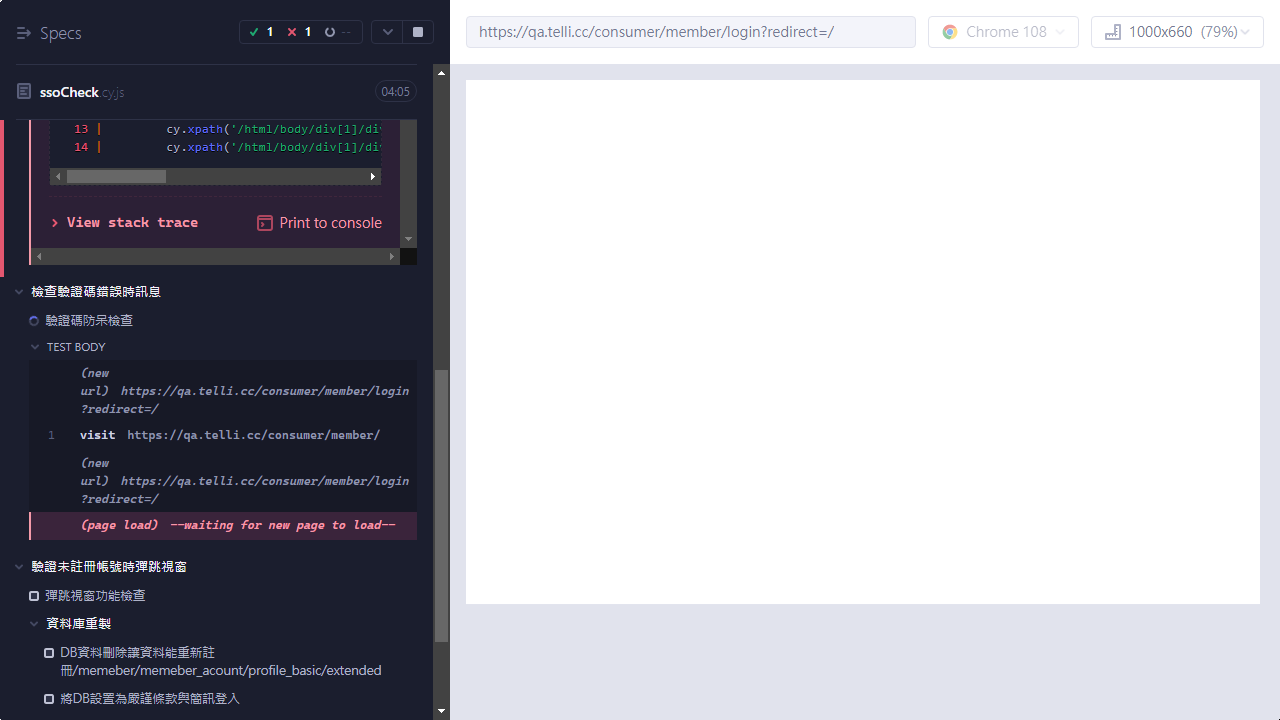 Specs
1
1
--
https://qa.telli.cc/consumer/member/login?redirect=/
Chrome 108
1000x660 (79%)
ssoCheck.cy.js
04:05
13 | cy.xpath('/html/body/div[1]/di
14 | cy.xpath('/html/body/div[1]/di
View stack trace
Print to console
檢查驗證碼錯誤時訊息
驗證碼防呆檢查
TEST BODY
(new
url) https://qa.telli.cc/consumer/member/login
?redirect=/
1 visit https://qa.telli.cc/consumer/member/
(new
url) https://qa.telli.cc/consumer/member/login
?redirect=/
(page load) --waiting for new page to load--
驗證未註冊帳號時彈跳視窗
彈跳視窗功能檢查
資料庫重製
DB資料刪除讓資料能重新註
冊/memeber/memeber_acount/profile_basic/extended
將DB設置為嚴謹條款與簡訊登入